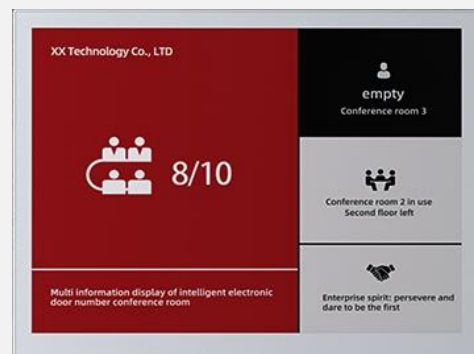 XX Technology Co., LTD
8/10
Multi information display of intelligent electronic
door number conference room
empty
Conference room 3
Conference room 2 in use
Second floor left
Enterprise spirit: persevere and
dare to be the first